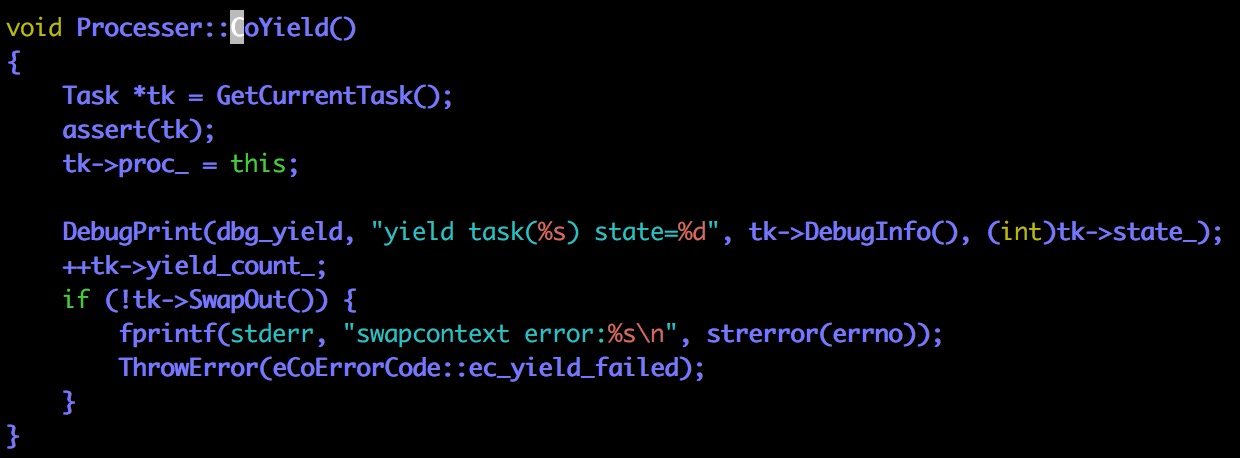 void Processer::CoYield()
{
    Task *tk = GetCurrentTask();
    assert(tk);
    tk->proc_ = this;

    DebugPrint(dbg_yield, "yield task(%s) state=%d", tk->DebugInfo(), (int)tk->state_);
    ++tk->yield_count_;
    if (!tk->SwapOut()) {
        fprintf(stderr, "swapcontext error:%s\n", strerror(errno));
        ThrowError(eCoErrorCode::ec_yield_failed);
    }
}